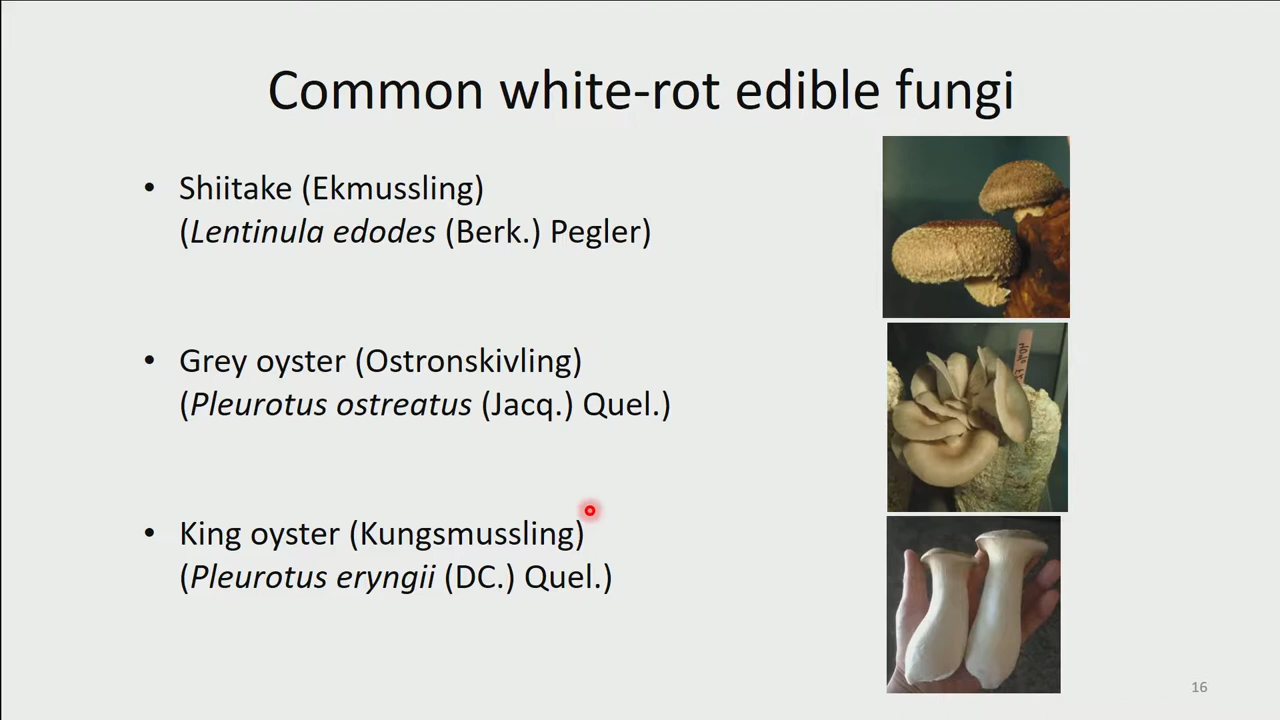 Common white-rot edible fungi
• Shiitake (Ekmussling)
(Lentinula edodes (Berk.) Pegler)
• Grey oyster (Ostronskivling)
(Pleurotus ostreatus (Jacq.) Quel.)
• King oyster (Kungsmussling)
(Pleurotus eryngii (DC.) Quel.)
16